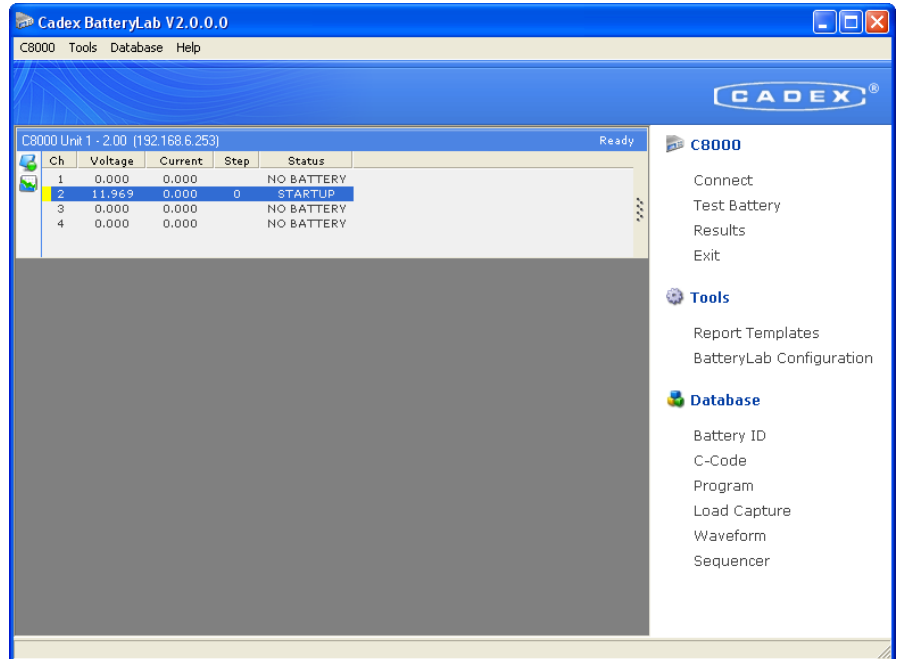 Cadex BatteryLab V2.0.0.0
C8000 Tools Database Help
CADEX®
C8000 Unit 1 - 2.00 (192.168.6.253) Ready
Ch Voltage Current Step Status
1 0.000 0.000 NO BATTERY
2 11.969 0.000 0 STARTUP
3 0.000 0.000 NO BATTERY
4 0.000 0.000 NO BATTERY
C8000
Connect
Test Battery
Results
Exit
Tools
Report Templates
BatteryLab Configuration
Database
Battery ID
C-Code
Program
Load Capture
Waveform
Sequencer